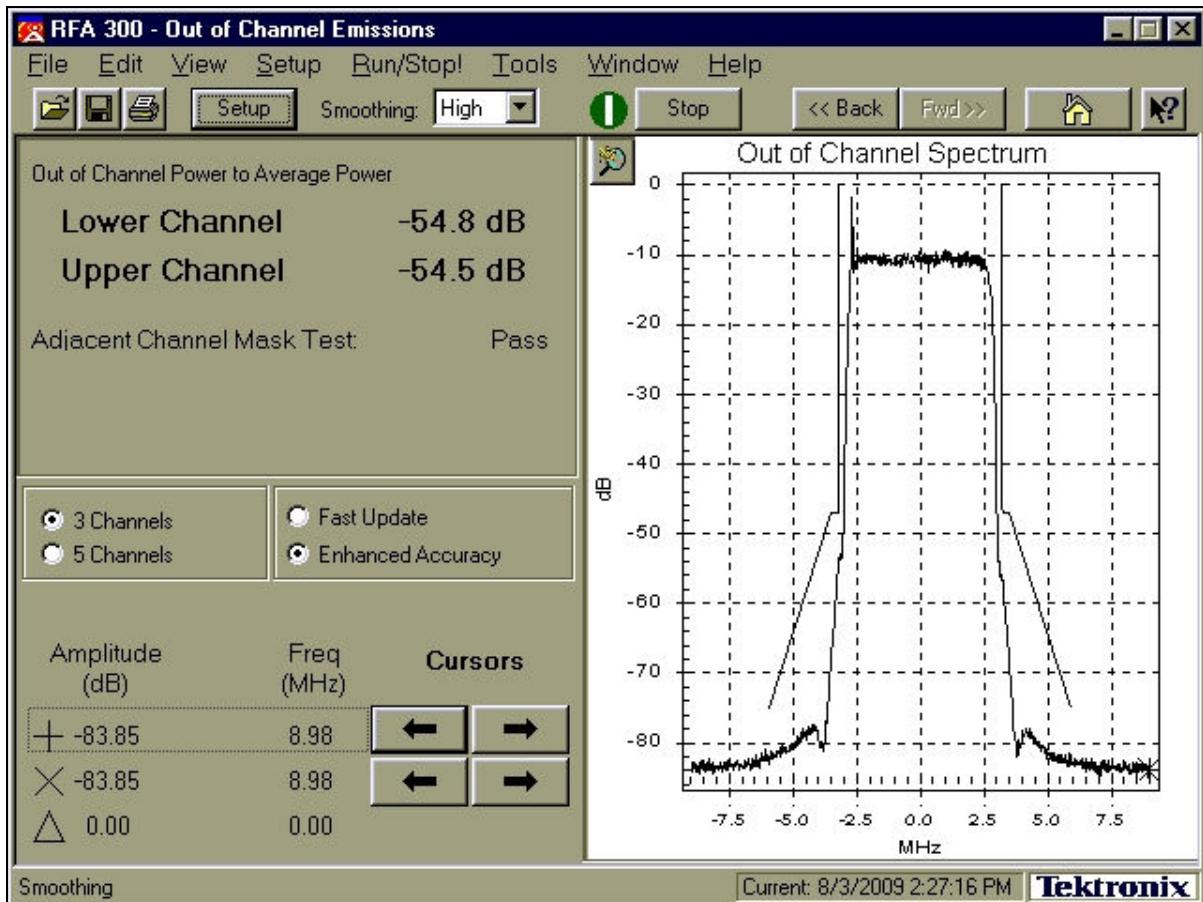 RFA 300 - Out of Channel Emissions
File Edit View Setup Run/Stop! Tools Window Help
Setup Smoothing: High Stop << Back Fwd >> ?
Out of Channel Power to Average Power
Lower Channel -54.8 dB
Upper Channel -54.5 dB
Adjacent Channel Mask Test: Pass
3 Channels
5 Channels
Fast Update
Enhanced Accuracy
Amplitude (dB) Freq (MHz) Cursors
-83.85 8.98
-83.85 8.98
0.00 0.00
Out of Channel Spectrum
0
-10
-20
-30
-40
-50
-60
-70
-80
dB
-7.5 -5.0 -2.5 0.0 2.5 5.0 7.5
MHz
Smoothing
Current: 8/3/2009 2:27:16 PM Tektronix